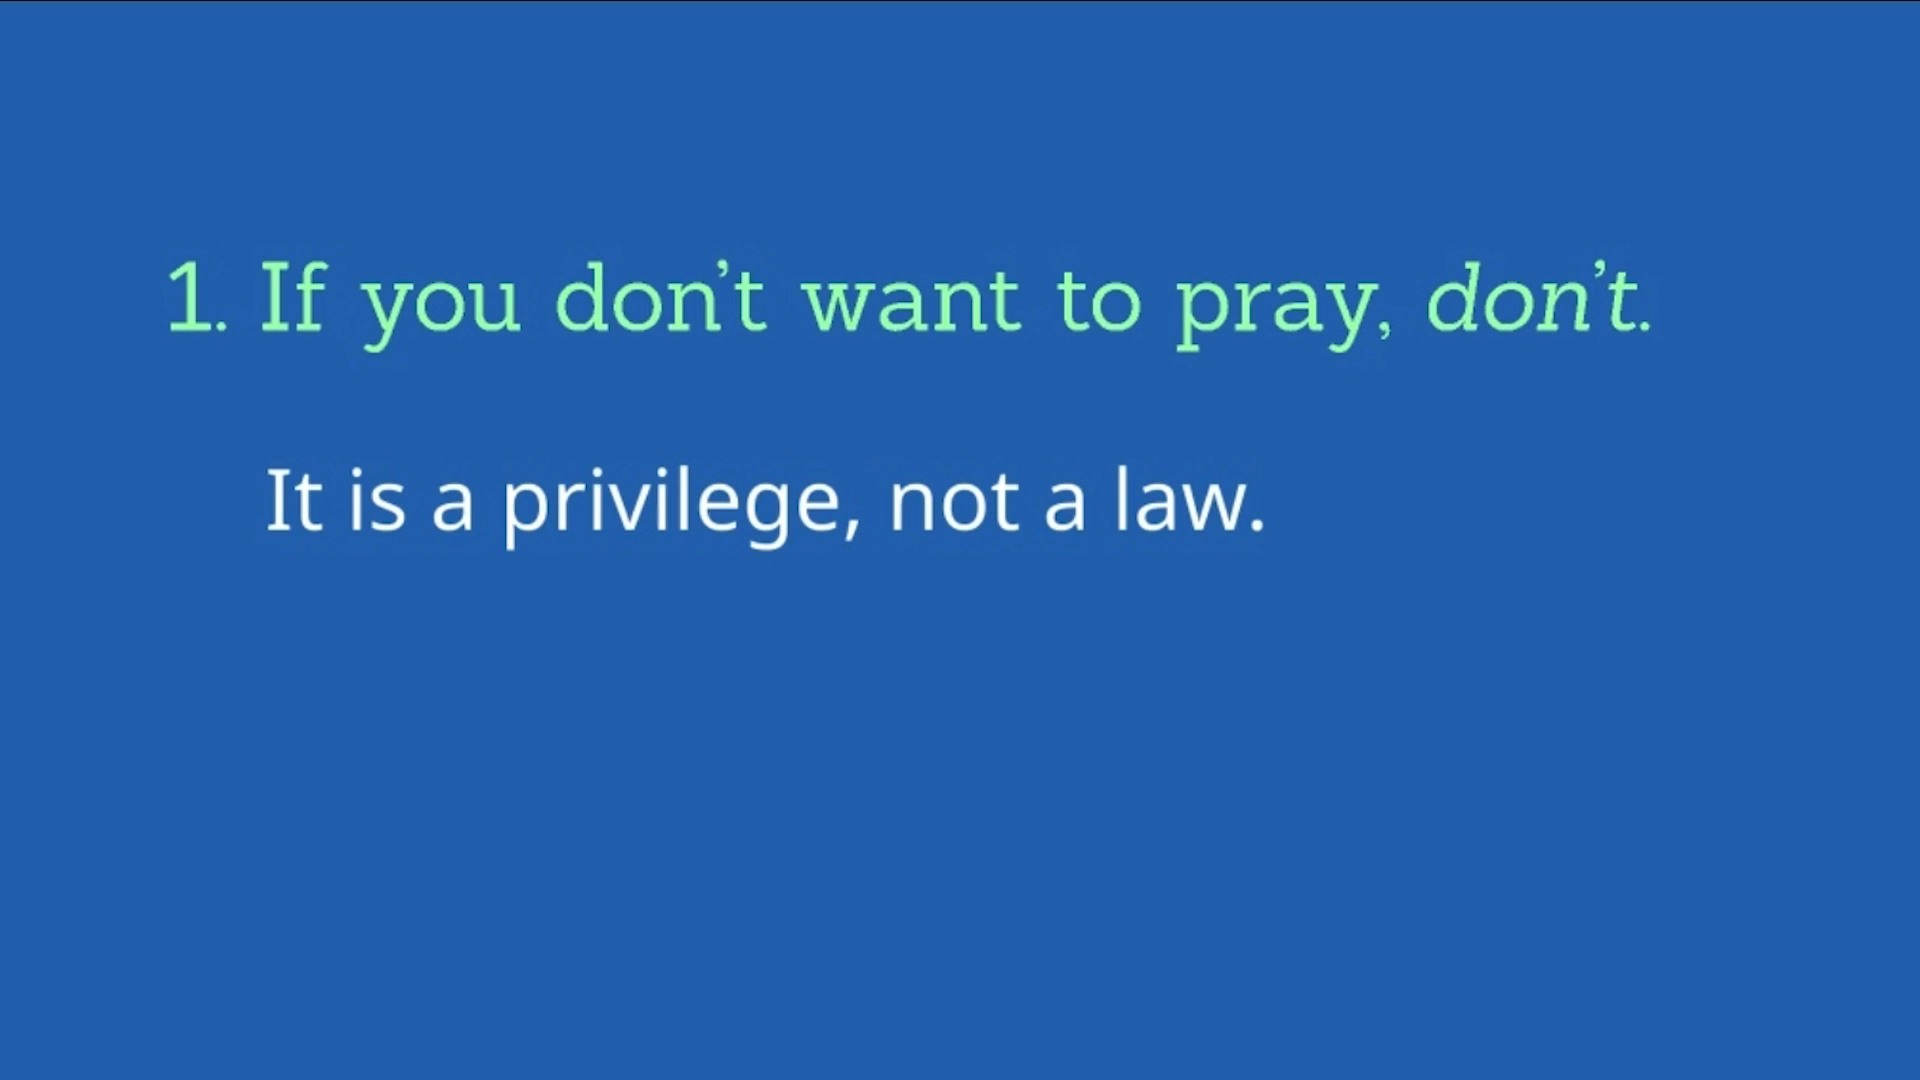 1. If you don't want to pray, don't.
It is a privilege, not a law.